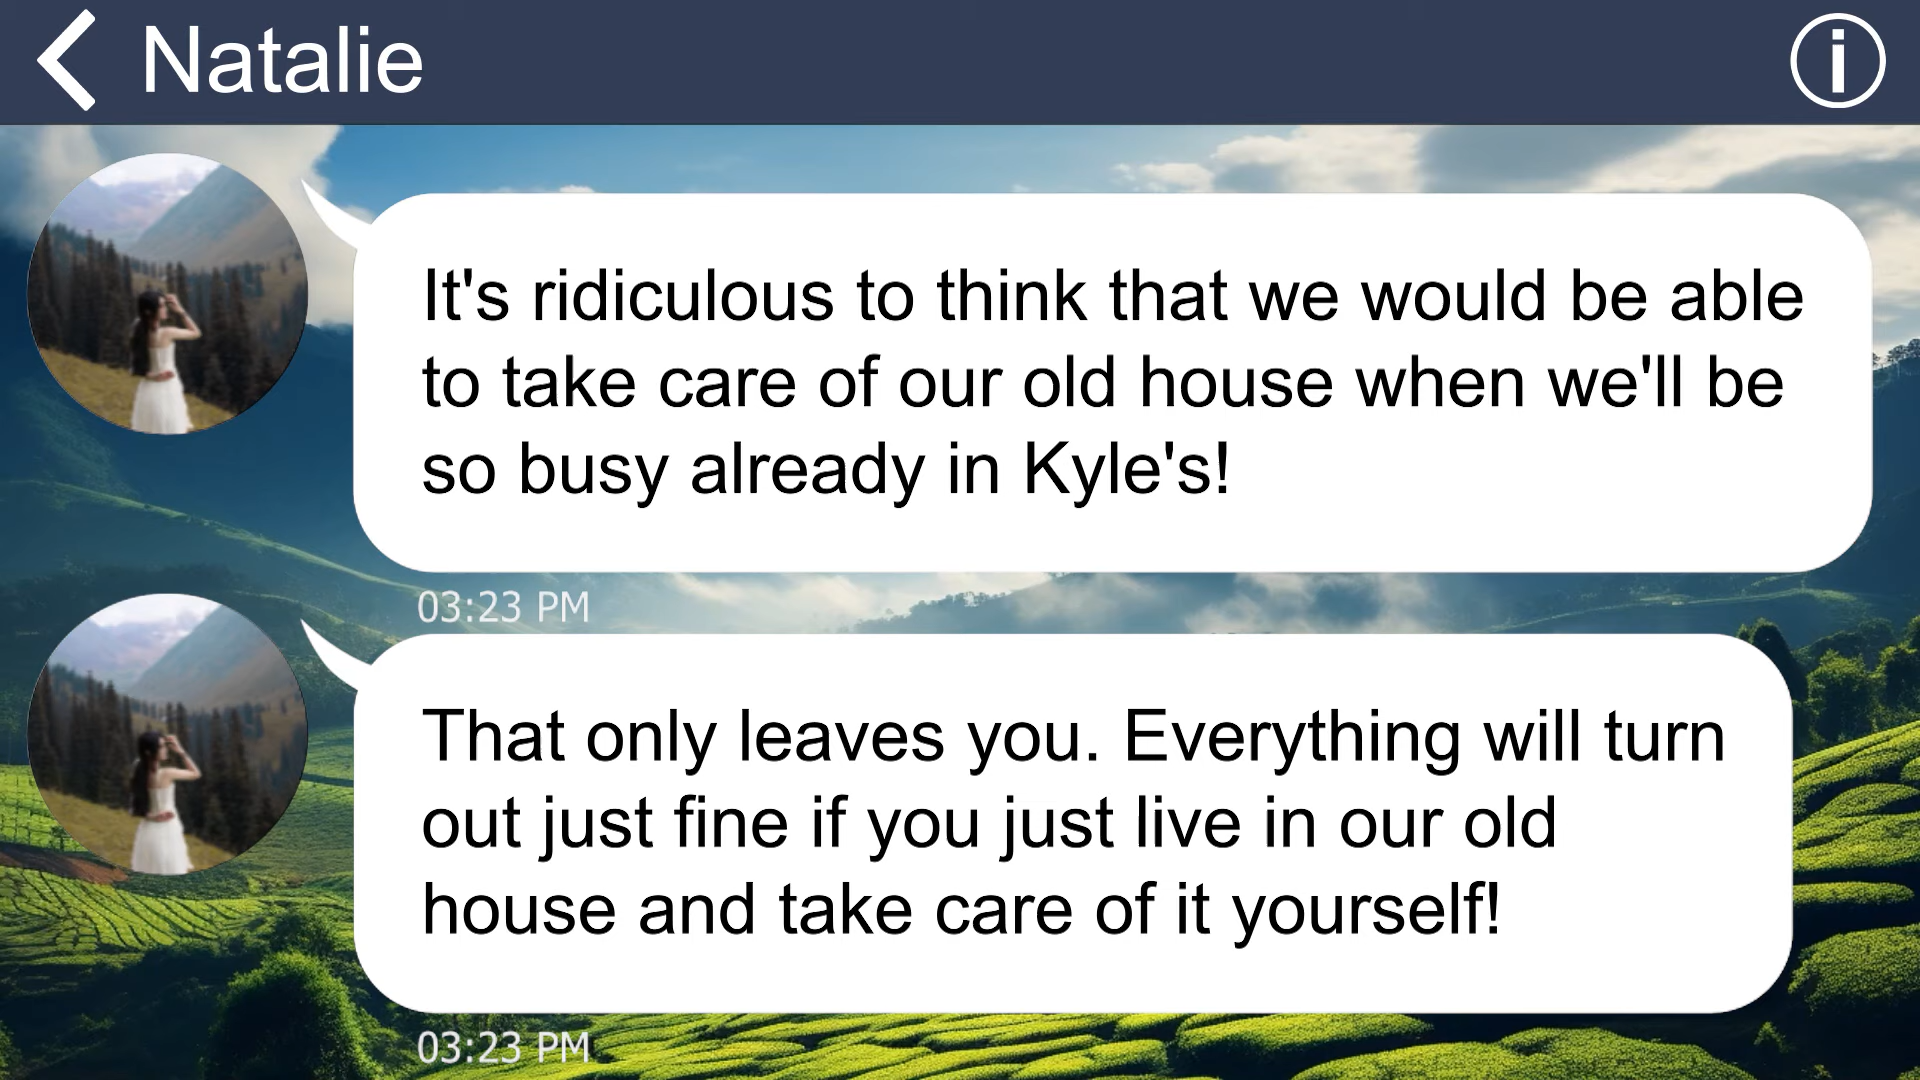 Natalie
It's ridiculous to think that we would be able
to take care of our old house when we'll be
so busy already in Kyle's!
03:23 PM
That only leaves you. Everything will turn
out just fine if you just live in our old
house and take care of it yourself!
03:23 PM